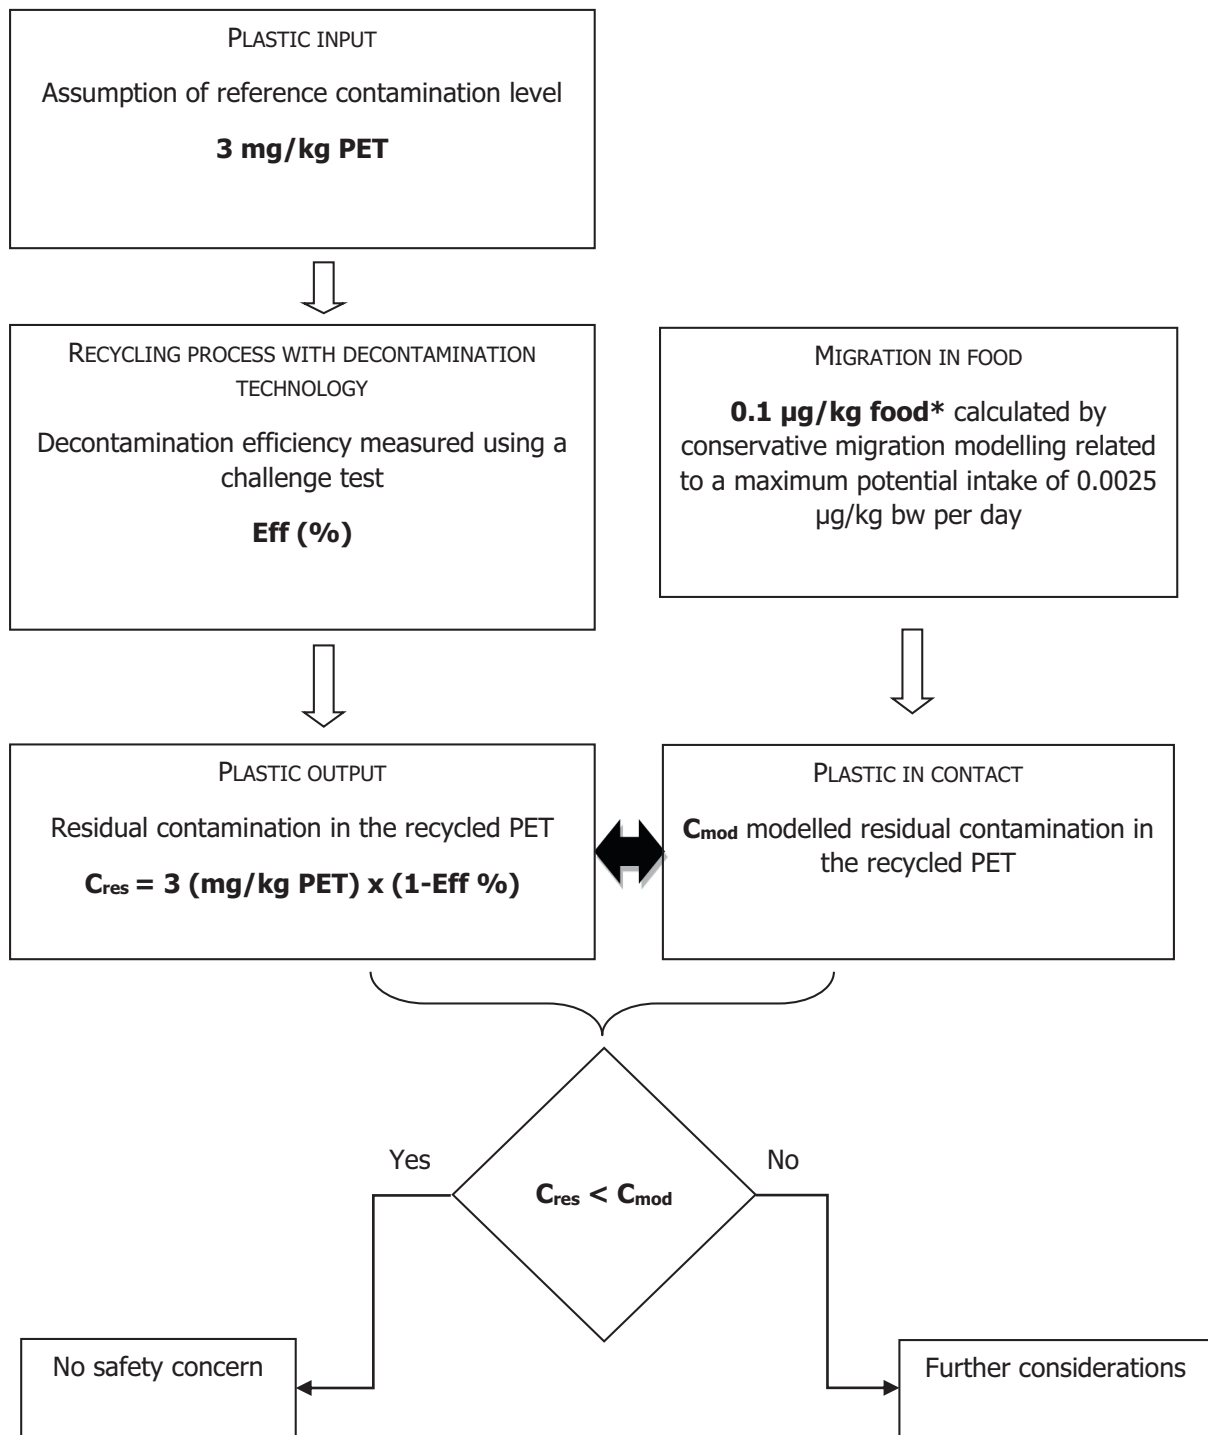 PLASTIC INPUT
Assumption of reference contamination level
3 mg/kg PET
RECYCLING PROCESS WITH DECONTAMINATION
TECHNOLOGY
Decontamination efficiency measured using a
challenge test
Eff (%)
MIGRATION IN FOOD
0.1 µg/kg food* calculated by
conservative migration modelling related
to a maximum potential intake of 0.0025
µg/kg bw per day
PLASTIC OUTPUT
Residual contamination in the recycled PET
Cres = 3 (mg/kg PET) x (1-Eff %)
PLASTIC IN CONTACT
Cmod modelled residual contamination in
the recycled PET
Yes
No
Cres < Cmod
No safety concern
Further considerations